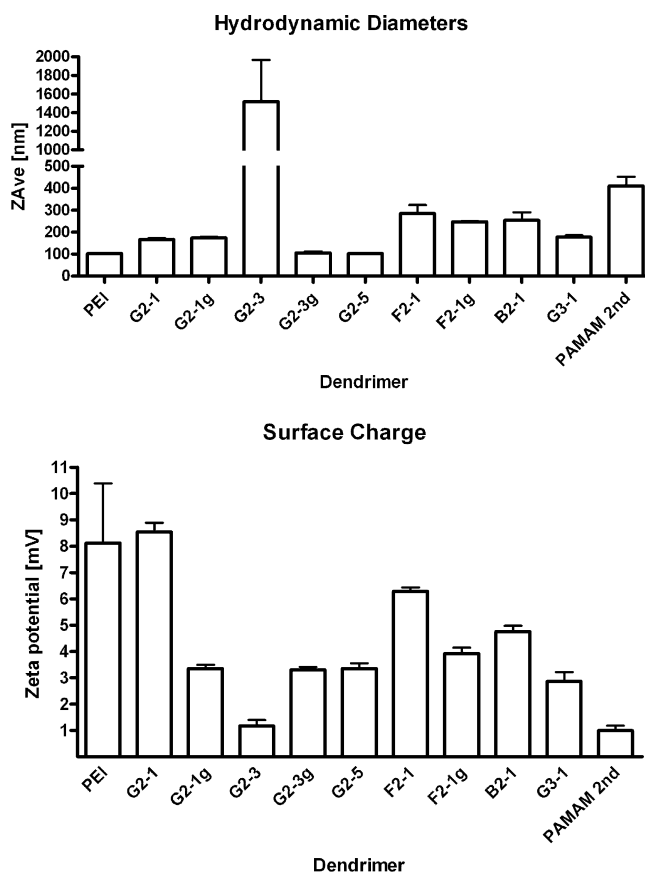 Hydrodynamic Diameters
ZAve [nm]
2000
1800
1600
1400
1200
1000
500
400
300
200
100
0
PEI
G2-1
G2-1g
G2-3
G2-3g
G2-5
F2-1
F2-1g
B2-1
G3-1
PAMAM 2nd
Dendrimer
Surface Charge
Zeta potential [mV]
11
10
9
8
7
6
5
4
3
2
1
PEI
G2-1
G2-1g
G2-3
G2-3g
G2-5
F2-1
F2-1g
B2-1
G3-1
PAMAM 2nd
Dendrimer